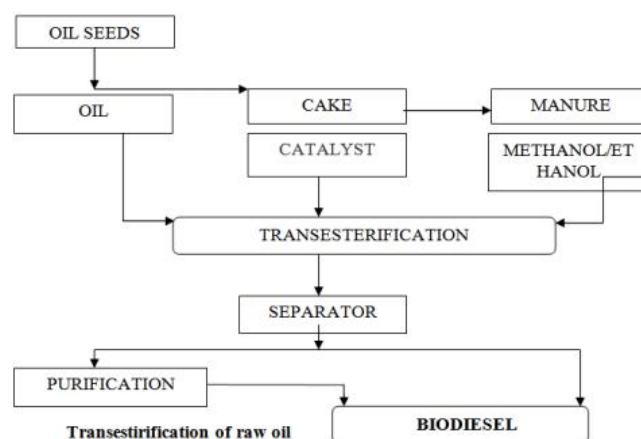 OIL SEEDS
OIL
CAKE
MANURE
CATALYST
METHANOL/ET
HANOL
TRANSESTERIFICATION
SEPARATOR
PURIFICATION
BIODIESEL
Transestirification of raw oil